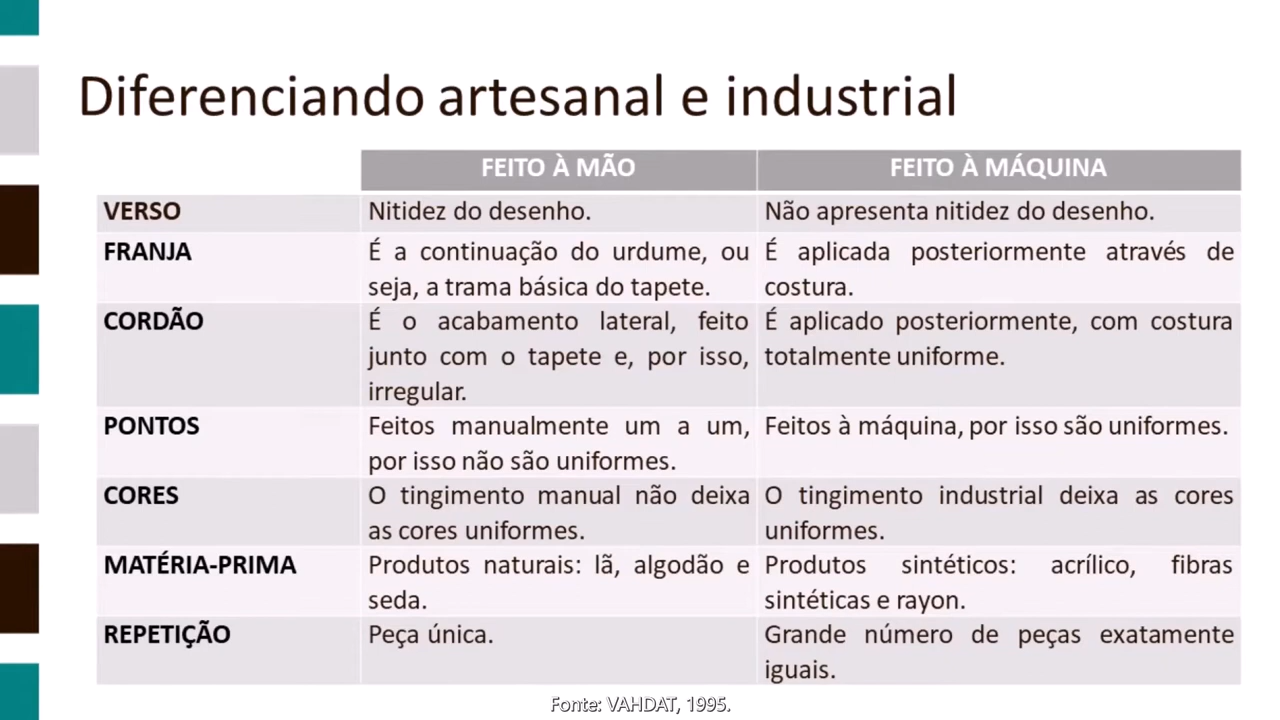 Diferenciando artesanal e industrial
FEITO À MÃO FEITO À MÁQUINA
VERSO Nitidez do desenho. Não apresenta nitidez do desenho.
FRANJA É a continuação do urdume, ou seja, a trama básica do tapete. É aplicada posteriormente através de costura.
CORDÃO É o acabamento lateral, feito junto com o tapete e, por isso, irregular. É aplicado posteriormente, com costura totalmente uniforme.
PONTOS Feitos manualmente um a um, por isso não são uniformes. Feitos à máquina, por isso são uniformes.
CORES O tingimento manual não deixa as cores uniformes. O tingimento industrial deixa as cores uniformes.
MATÉRIA-PRIMA Produtos naturais: lã, algodão e seda. Produtos sintéticos: acrílico, fibras sintéticas e rayon.
REPETIÇÃO Peça única. Grande número de peças exatamente iguais.
Fonte: VAHDAT, 1995.